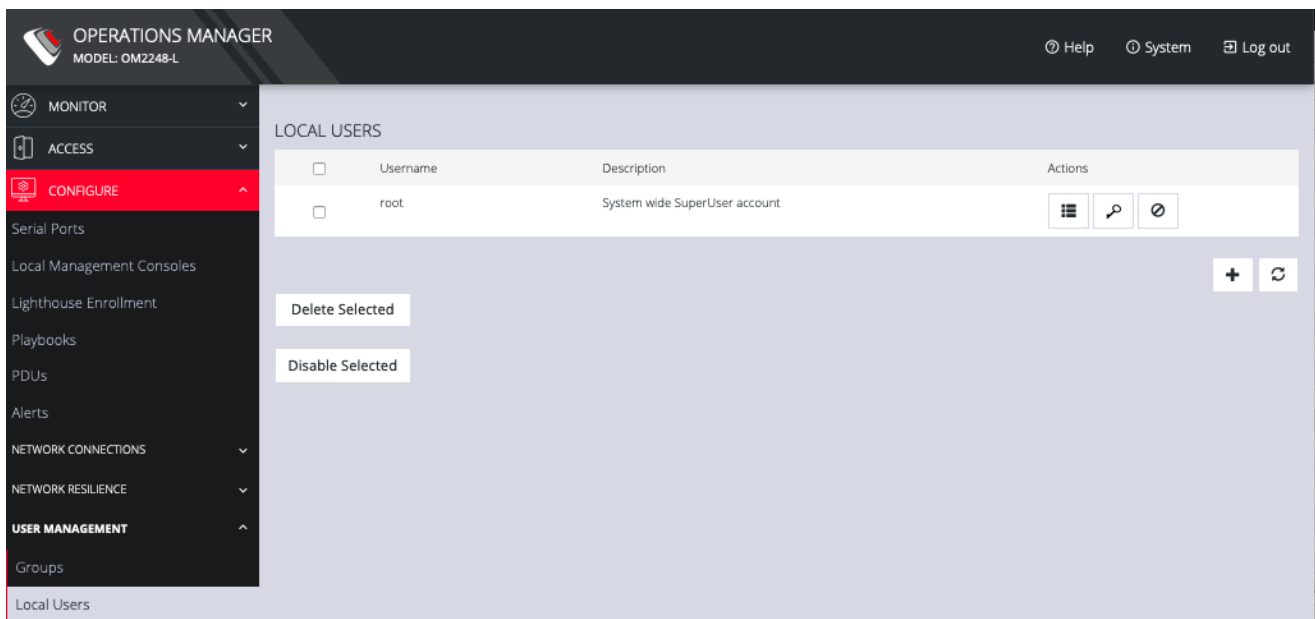 OPERATIONS MANAGER
MODEL: OM2248-L
Help
System
Log out
MONITOR
ACCESS
CONFIGURE
Serial Ports
Local Management Consoles
Lighthouse Enrollment
Playbooks
PDUs
Alerts
NETWORK CONNECTIONS
NETWORK RESILIENCE
USER MANAGEMENT
Groups
Local Users
LOCAL USERS
Username Description Actions
root System wide SuperUser account
Delete Selected
Disable Selected